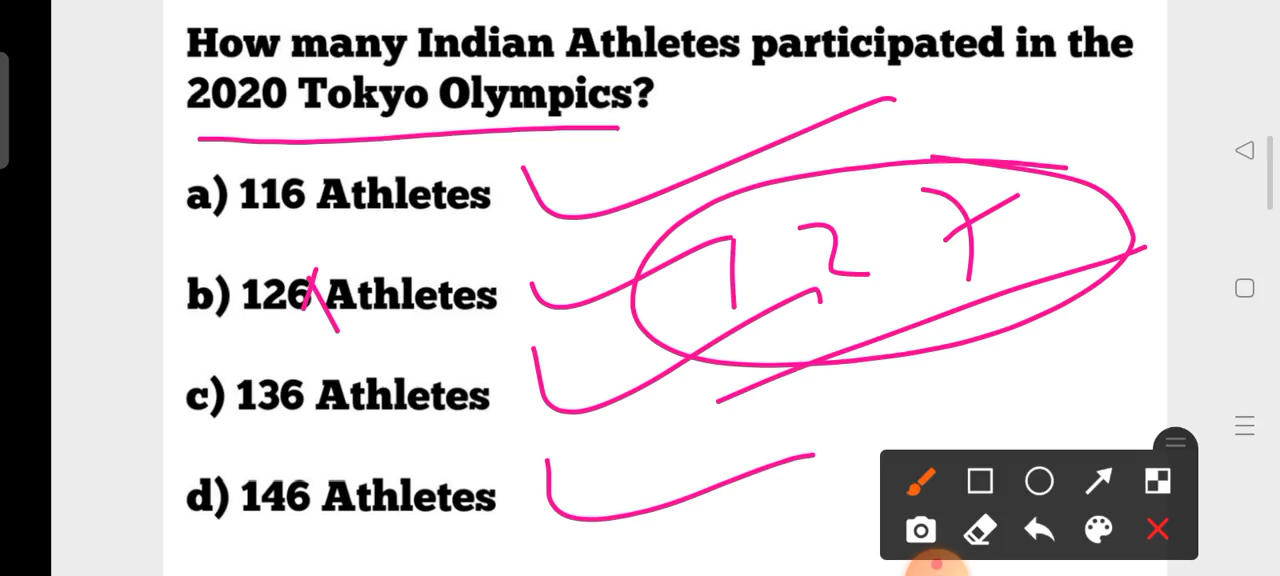 How many Indian Athletes participated in the
2020 Tokyo Olympics?
a) 116 Athletes
127
b) 126 Athletes
c) 136 Athletes
d) 146 Athletes